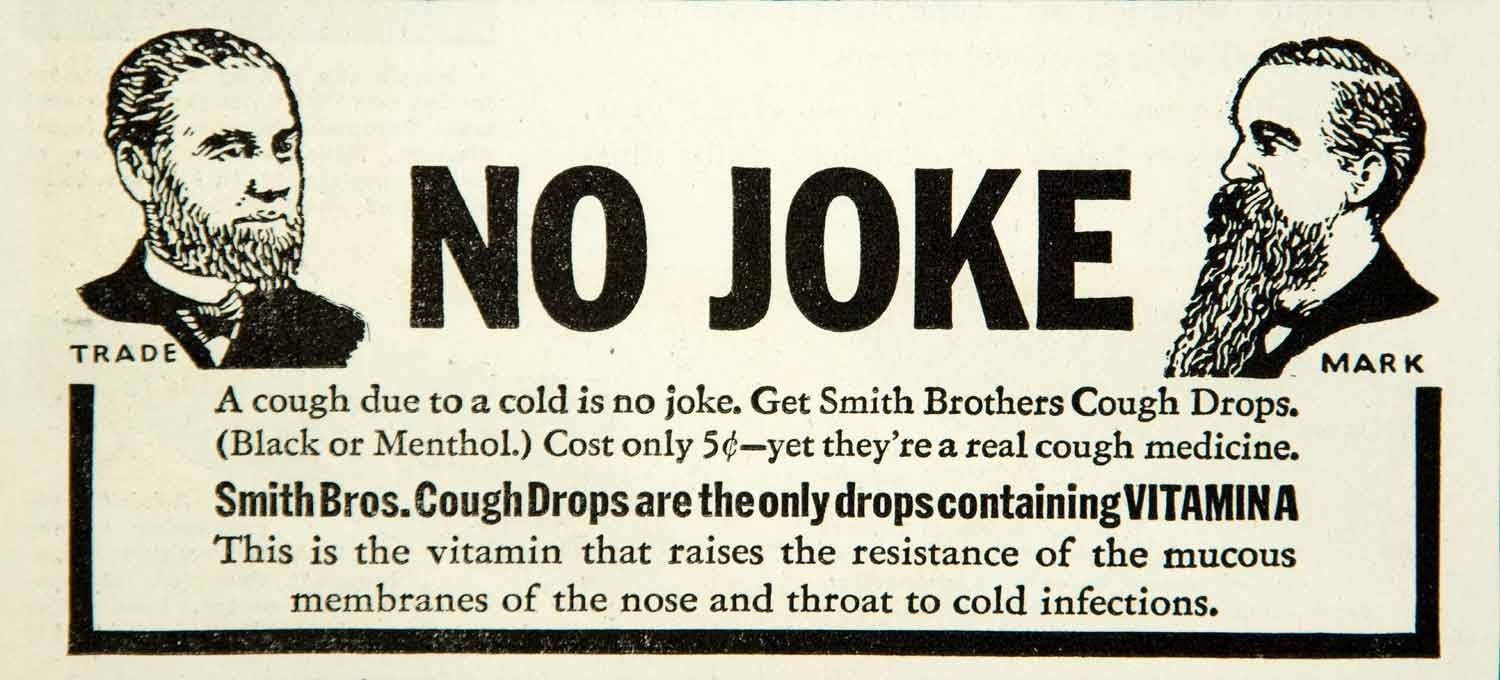 NO JOKE
TRADE
MARK
A cough due to a cold is no joke. Get Smith Brothers Cough Drops.
(Black or Menthol.) Cost only 5¢—yet they're a real cough medicine.
Smith Bros. Cough Drops are the only drops containing VITAMIN A
This is the vitamin that raises the resistance of the mucous
membranes of the nose and throat to cold infections.